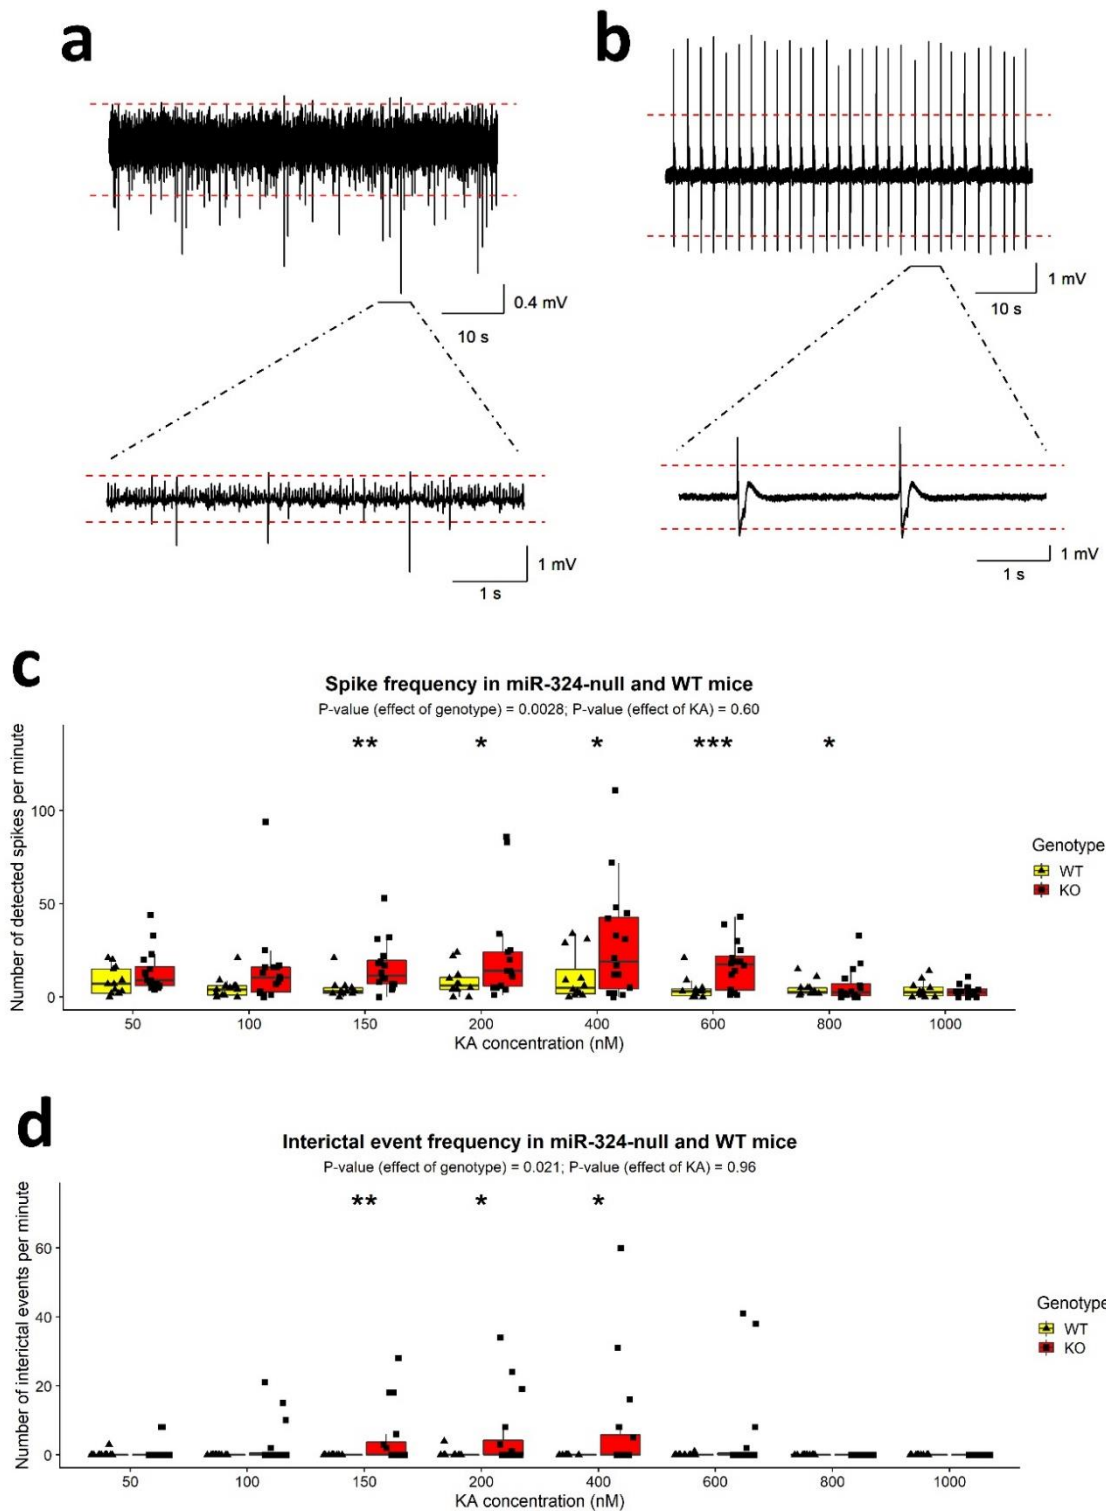 a
b
0.4 mV
10 s
1 mV
10 s
1 mV
1 s
1 mV
1 s
c
Spike frequency in miR-324-null and WT mice
P-value (effect of genotype) = 0.0028; P-value (effect of KA) = 0.60
** * * *** *
Number of detected spikes per minute
100
50
0
50 100 150 200 400 600 800 1000
KA concentration (nM)
Genotype
WT
KO
d
Interictal event frequency in miR-324-null and WT mice
P-value (effect of genotype) = 0.021; P-value (effect of KA) = 0.96
** * *
Number of interictal events per minute
60
40
20
0
50 100 150 200 400 600 800 1000
KA concentration (nM)
Genotype
WT
KO